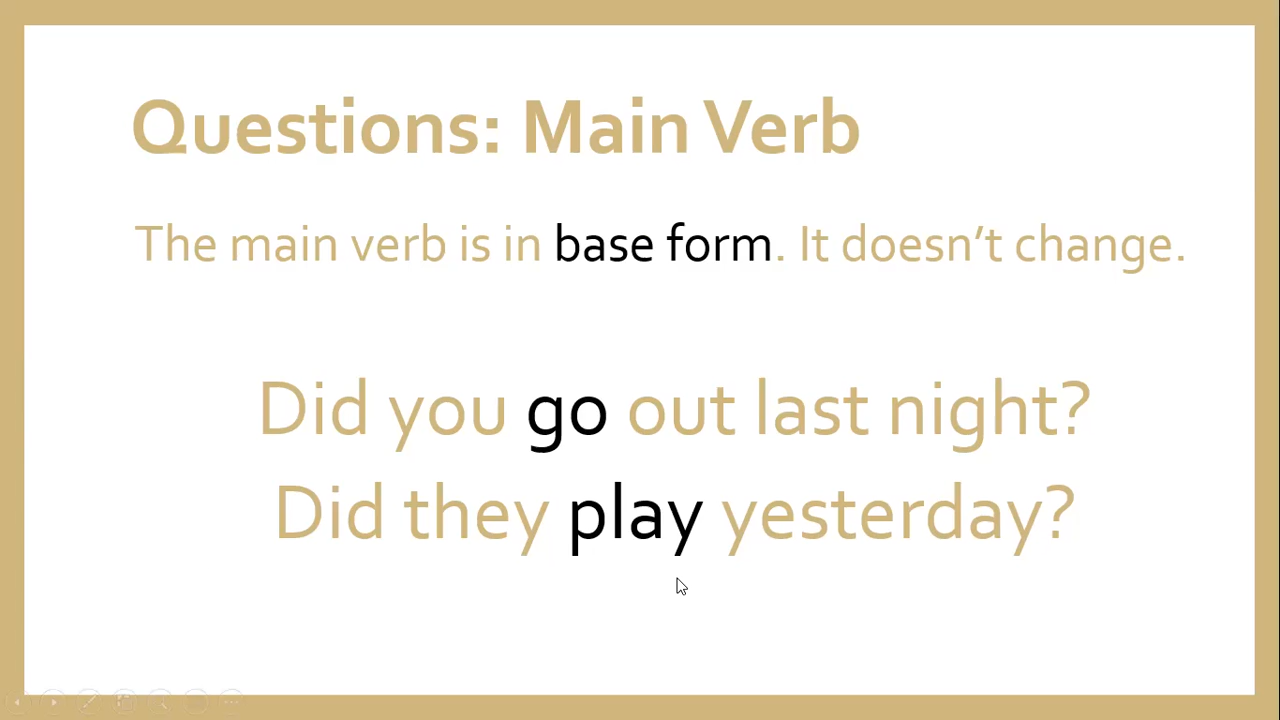 Questions: Main Verb
The main verb is in base form. It doesn’t change.
Did you go out last night?
Did they play yesterday?